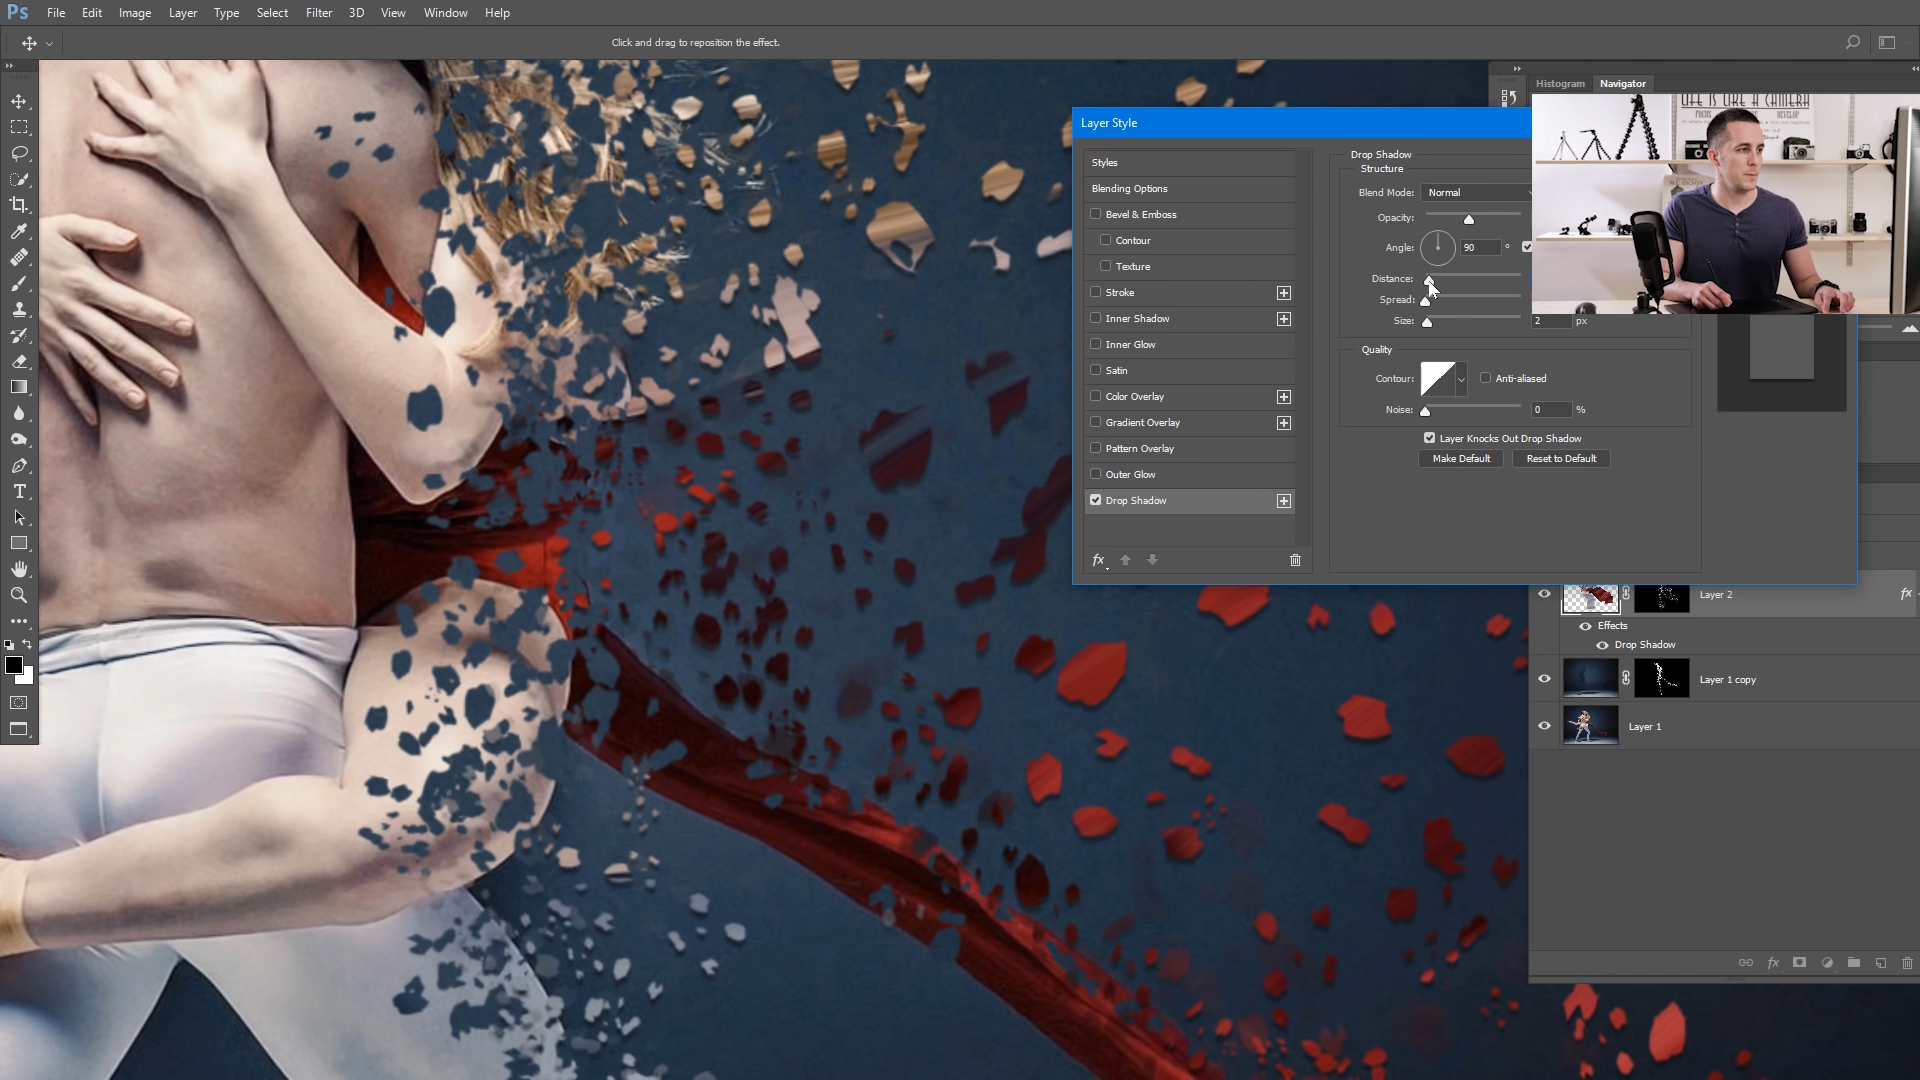 Ps File Edit Image Layer Type Select Filter 3D View Window Help
Click and drag to reposition the effect.
Histogram Navigator
LIFE IS LIKE A CAMERA
DEVELOP
Layer Style
Styles
Blending Options
Bevel & Emboss
Contour
Texture
Stroke
Inner Shadow
Inner Glow
Satin
Color Overlay
Gradient Overlay
Pattern Overlay
Outer Glow
Drop Shadow
fx
Drop Shadow
Structure
Blend Mode: Normal
Opacity:
Angle: 90 °
Distance:
Spread:
Size: 2 px
Quality
Contour: Anti-aliased
Noise: 0 %
Layer Knocks Out Drop Shadow
Make Default Reset to Default
Layer 2 fx
Effects
Drop Shadow
Layer 1 copy
Layer 1
fx